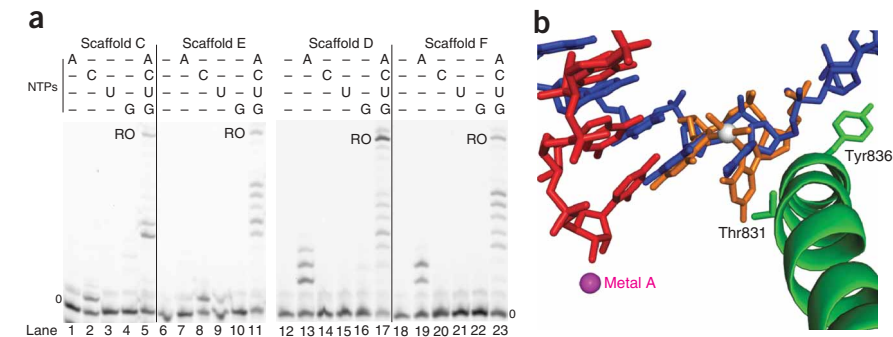 a
Scaffold C Scaffold E Scaffold D Scaffold F
A – – – A – A – – – A – A – – – A – A – – – A
– C – – C – – C – – C – – C – – C – – C – – C
NTPs
– – U – U – – – U – U – – – U – U – – – U – U
– – – G G – – – – G G – – – – G G – – – – G G
RO RO RO RO
0 0
Lane 1 2 3 4 5 6 7 8 9 10 11 12 13 14 15 16 17 18 19 20 21 22 23
b
Tyr836
Thr831
Metal A